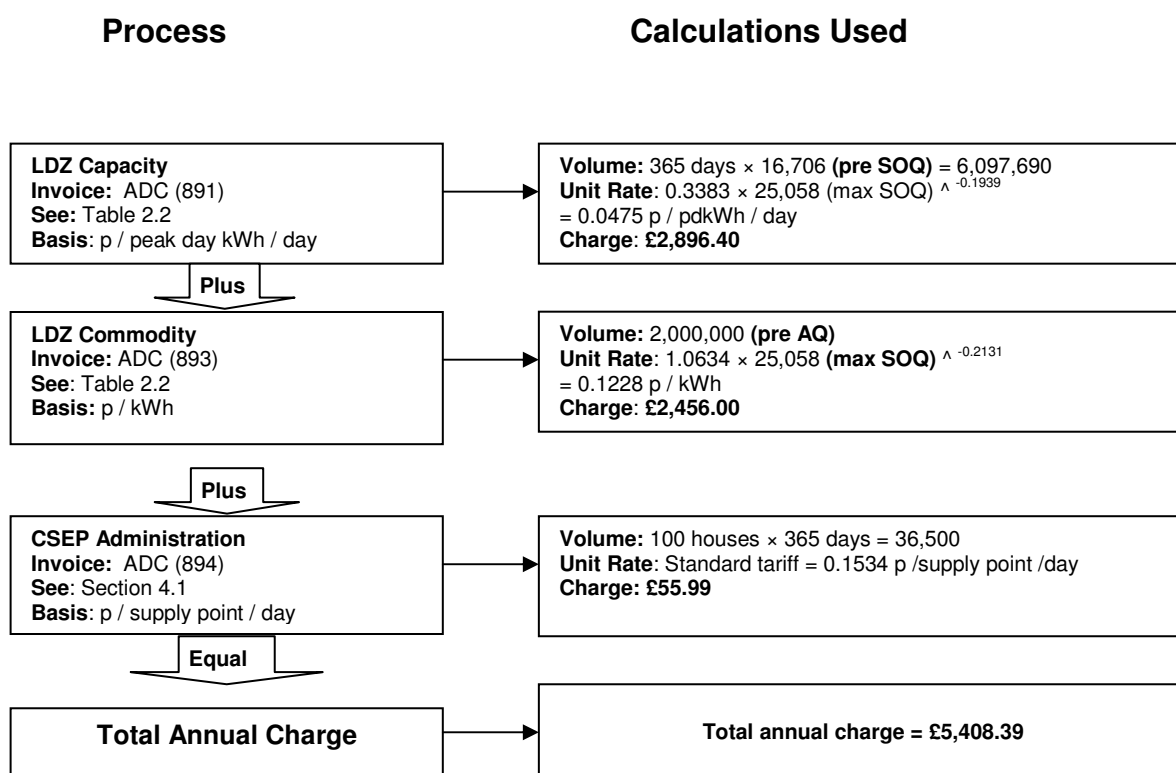 Process
Calculations Used
LDZ Capacity
Invoice: ADC (891)
See: Table 2.2
Basis: p / peak day kWh / day
Volume: 365 days × 16,706 (pre SOQ) = 6,097,690
Unit Rate: 0.3383 × 25,058 (max SOQ) ^ -0.1939
= 0.0475 p / pdkWh / day
Charge: £2,896.40
Plus
LDZ Commodity
Invoice: ADC (893)
See: Table 2.2
Basis: p / kWh
Volume: 2,000,000 (pre AQ)
Unit Rate: 1.0634 × 25,058 (max SOQ) ^ -0.2131
= 0.1228 p / kWh
Charge: £2,456.00
Plus
CSEP Administration
Invoice: ADC (894)
See: Section 4.1
Basis: p / supply point / day
Volume: 100 houses × 365 days = 36,500
Unit Rate: Standard tariff = 0.1534 p /supply point /day
Charge: £55.99
Equal
Total Annual Charge
Total annual charge = £5,408.39